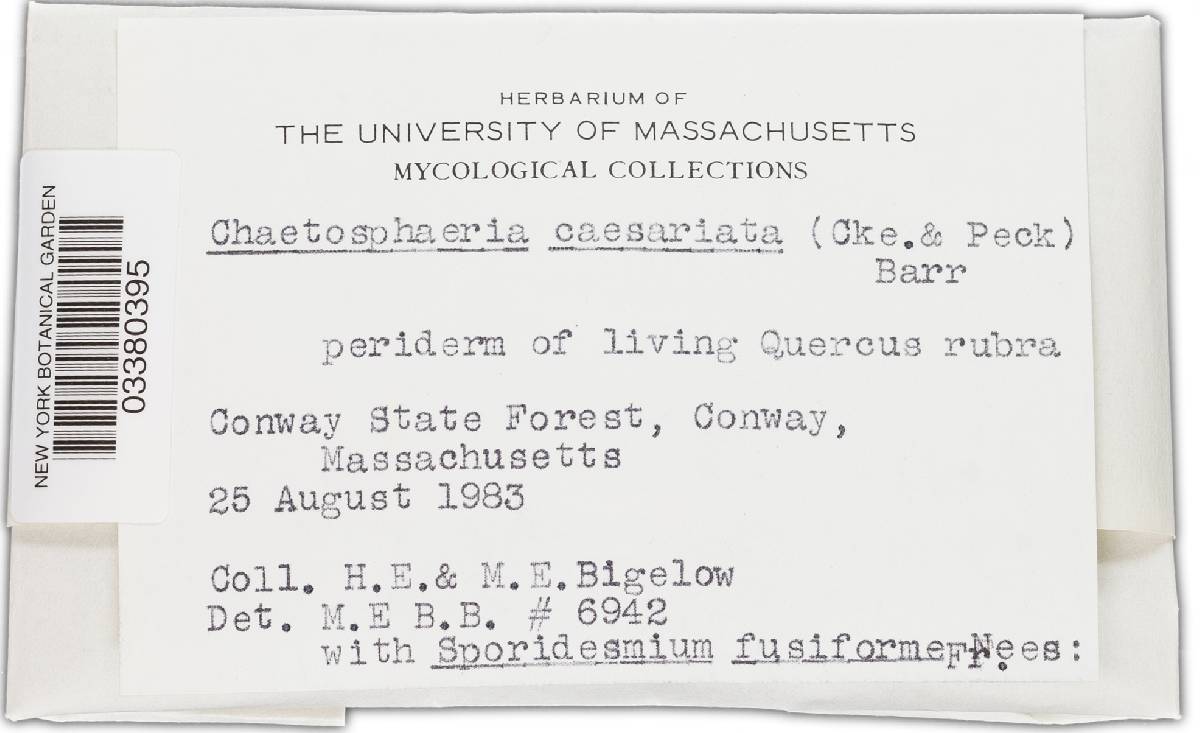 HERBARIUM OF
THE UNIVERSITY OF MASSACHUSETTS
MYCOLOGICAL COLLECTIONS
Chaetosphaeria caesariata (Cke.& Peck)
Barr
periderm of living Quercus rubra
Conway State Forest, Conway,
Massachusetts
25 August 1983
Coll. H.E.& M.E.Bigelow
Det. M.E B.B. # 6942
with Sporidesmium fusiforme Nees:
Fr.
NEW YORK BOTANICAL GARDEN
03380395